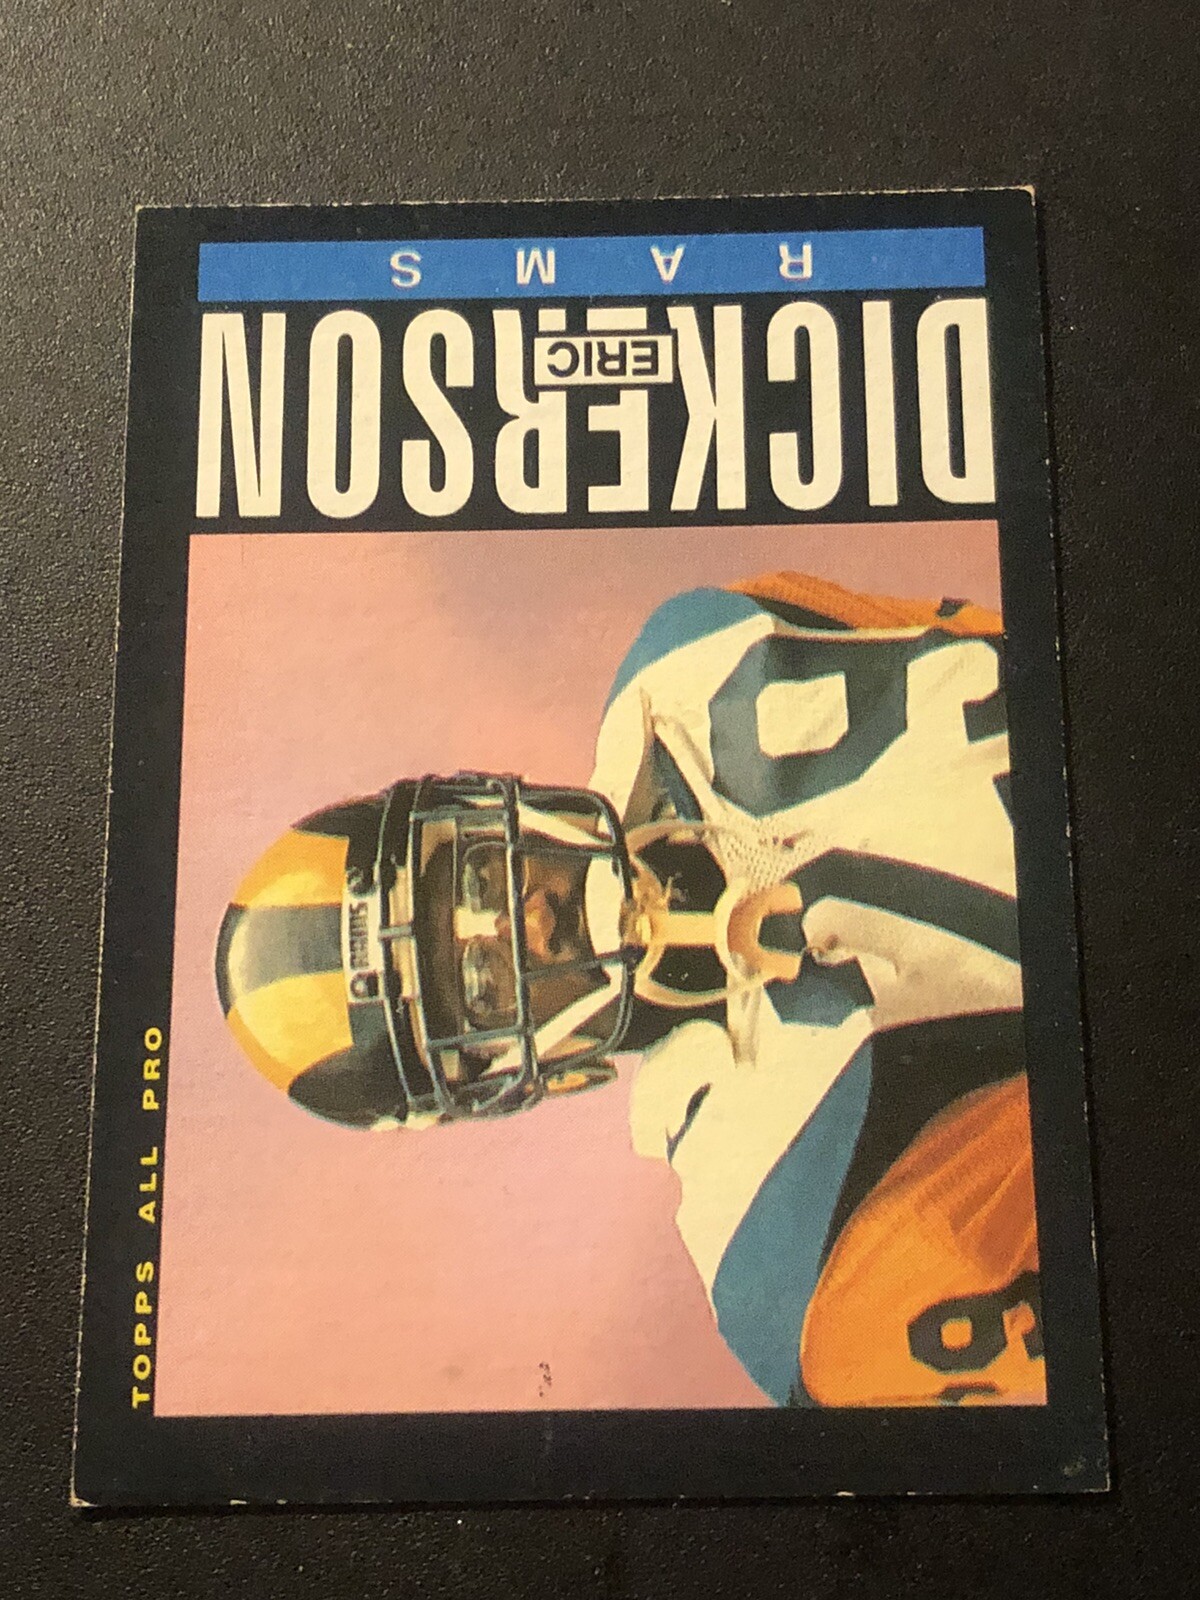 RAMS
DICKERSON
ERIC
TOPPS ALL PRO